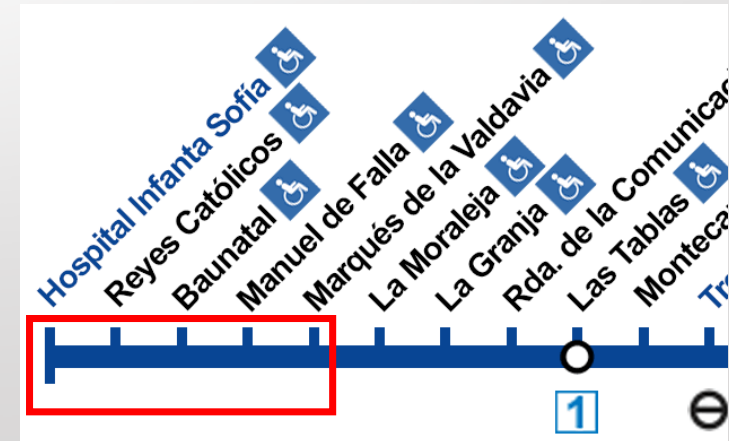 Hospital Infanta Sofía
Reyes Católicos
Baunatal
Manuel de Falla
Marqués de la Valdavia
La Moraleja
La Granja
Rda. de la Comunicac
Las Tablas
Monteca
Tr
1